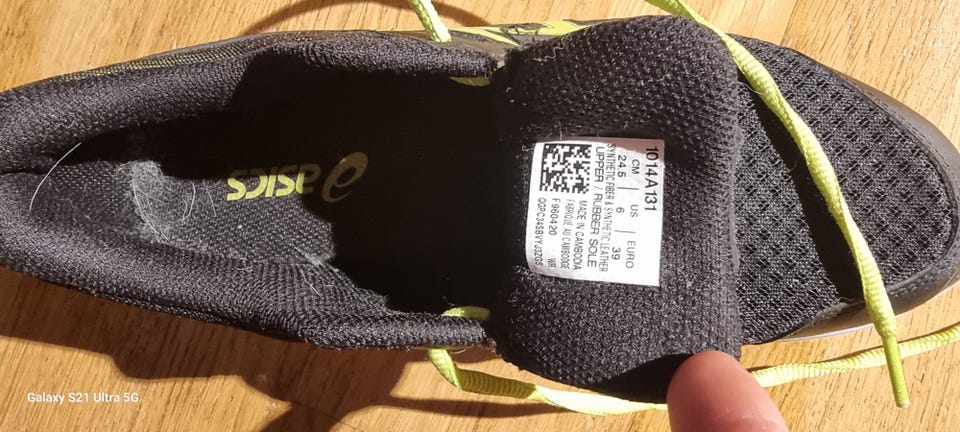 asics
1014A131
CM | US | EURO
24.5 | 6 | 39
SYNTHETIC FIBER & SYNTHETIC LEATHER
UPPER / RUBBER SOLE
MADE IN CAMBODIA
FABRIQUE AU CAMBODGE
F960420
Galaxy S21 Ultra 5G